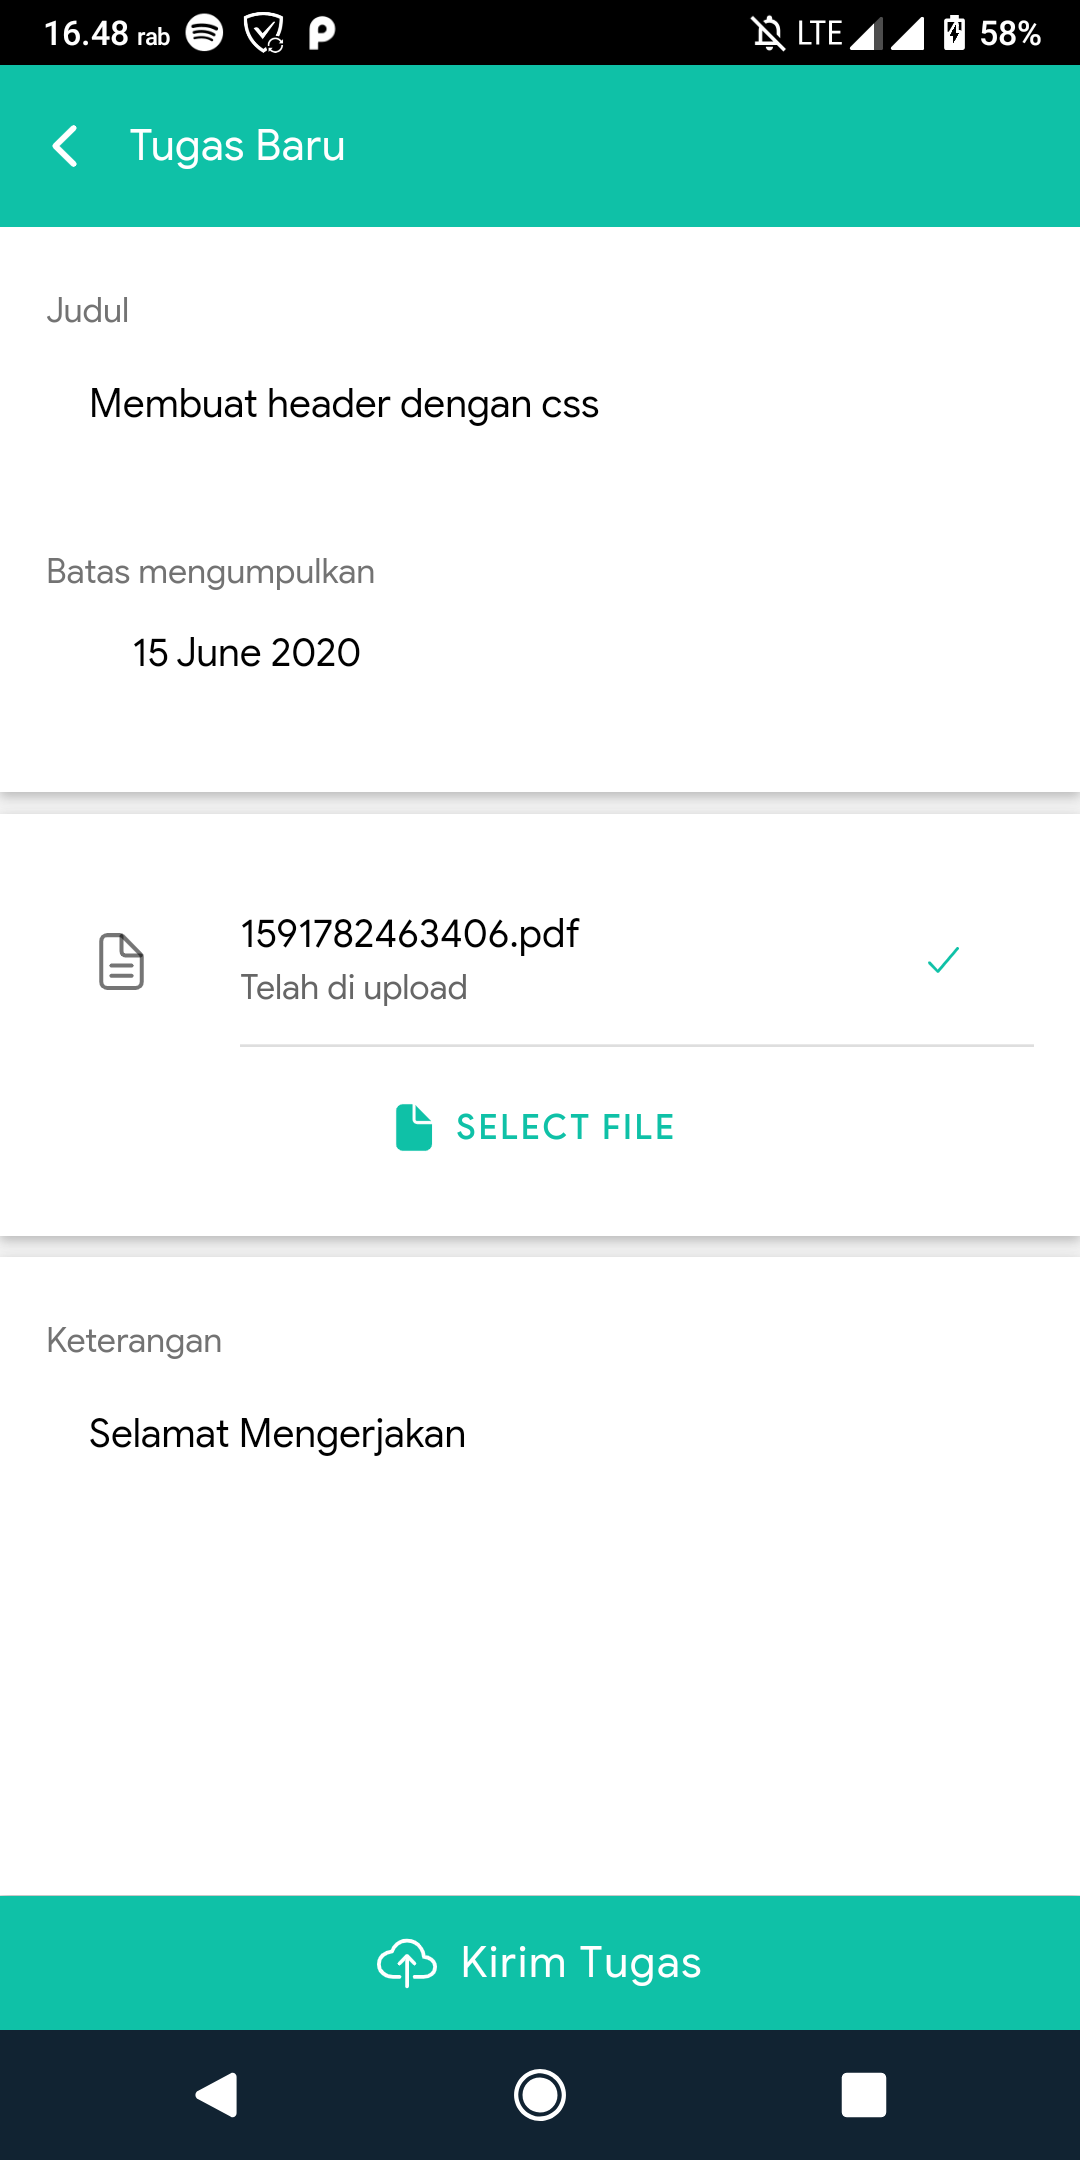 16.48 rab LTE 58%
Tugas Baru
Judul
Membuat header dengan css
Batas mengumpulkan
15 June 2020
1591782463406.pdf
Telah di upload
SELECT FILE
Keterangan
Selamat Mengerjakan
Kirim Tugas